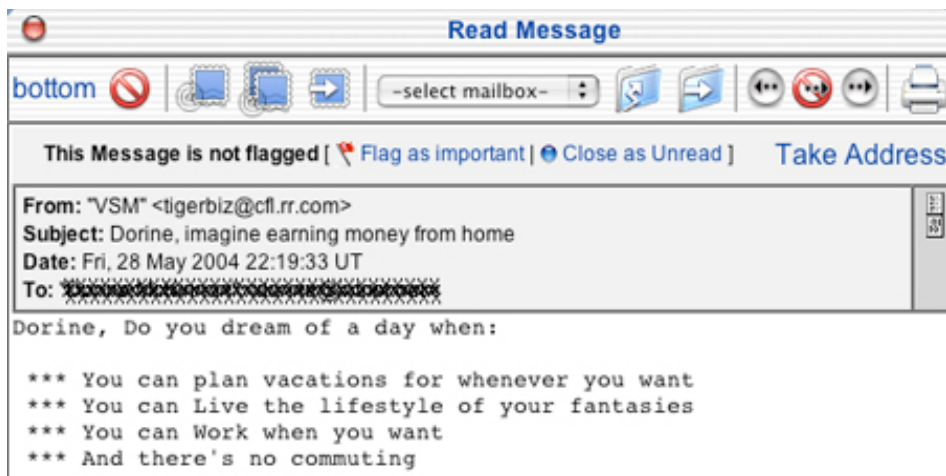 Read Message
bottom -select mailbox-
This Message is not flagged [ Flag as important | Close as Unread ] Take Address
From: "VSM" <tigerbiz@cfl.rr.com>
Subject: Dorine, imagine earning money from home
Date: Fri, 28 May 2004 22:19:33 UT
To:
Dorine, Do you dream of a day when:
*** You can plan vacations for whenever you want
*** You can Live the lifestyle of your fantasies
*** You can Work when you want
*** And there's no commuting